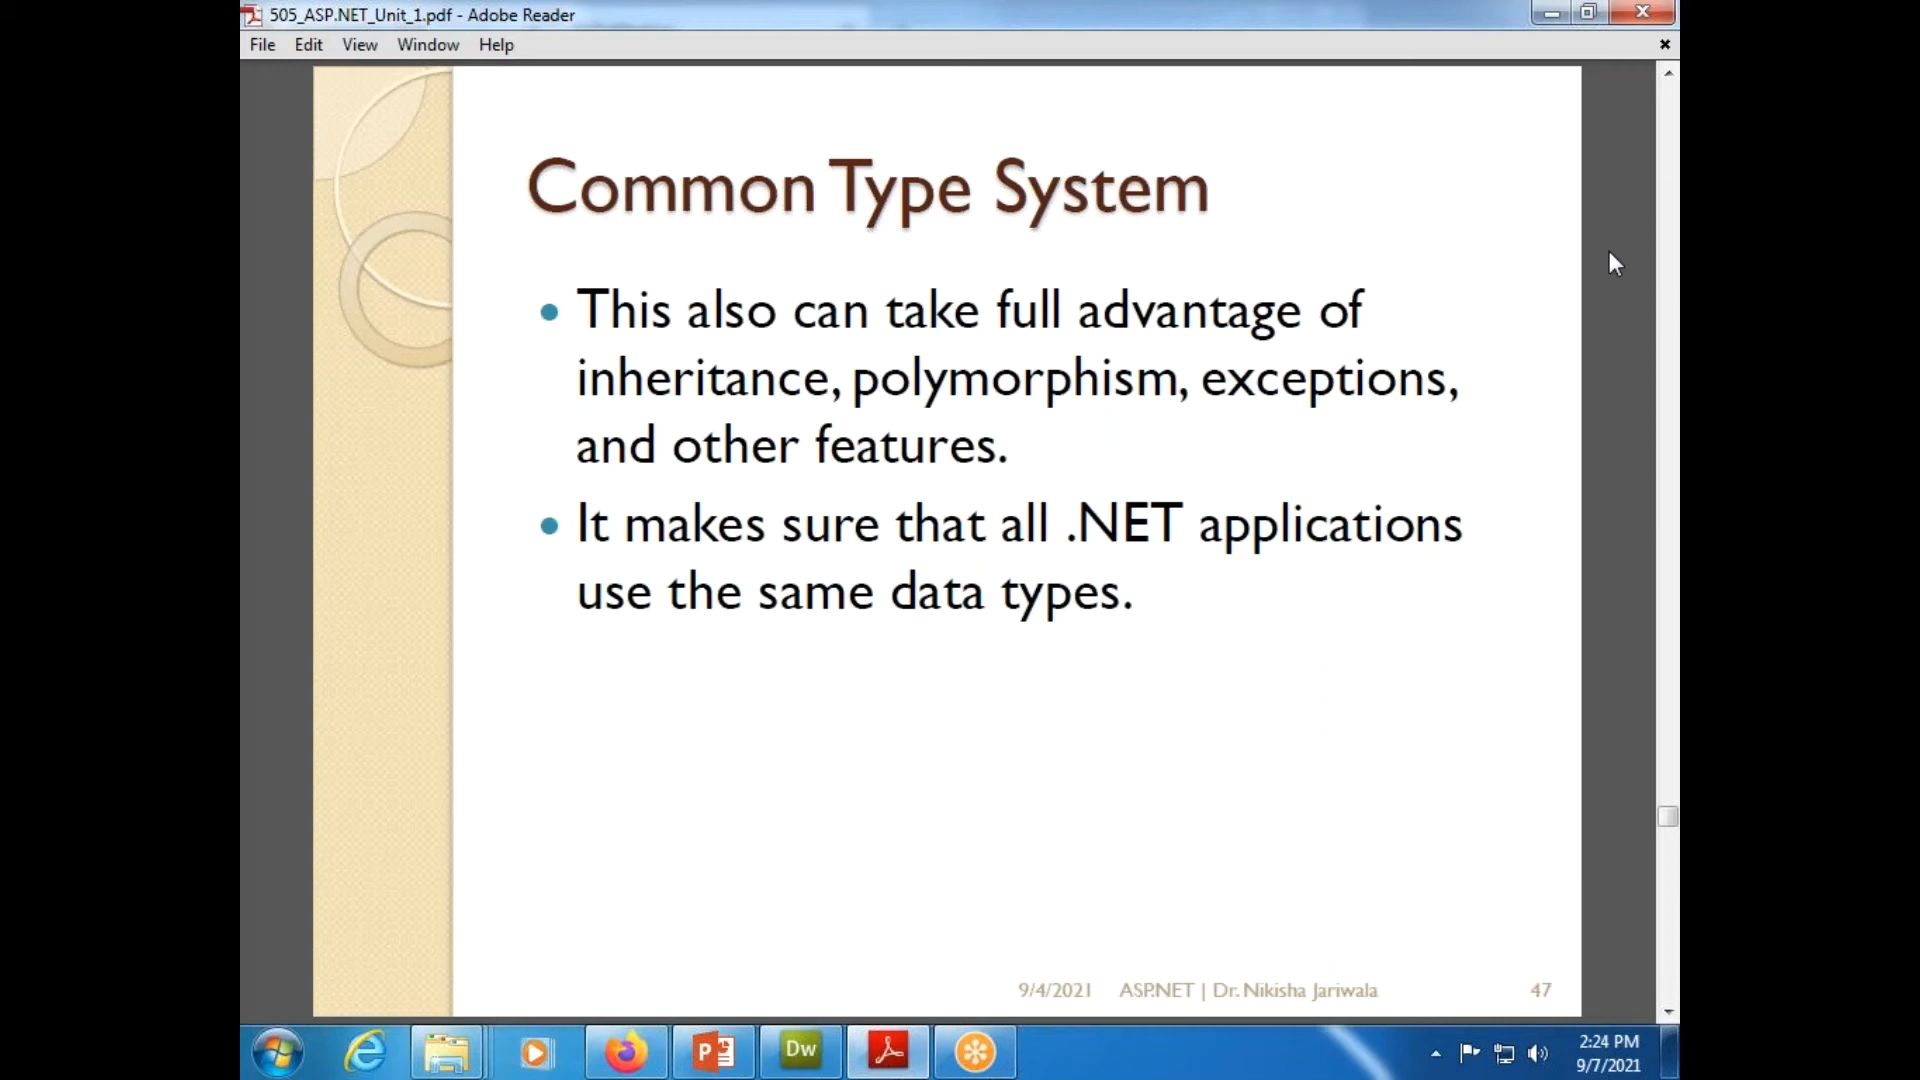 505_ASP.NET_Unit_1.pdf - Adobe Reader
File Edit View Window Help
Common Type System
• This also can take full advantage of
inheritance, polymorphism, exceptions,
and other features.
• It makes sure that all .NET applications
use the same data types.
9/4/2021 ASP.NET | Dr. Nikisha Jariwala 47
Dw
2:24 PM
9/7/2021